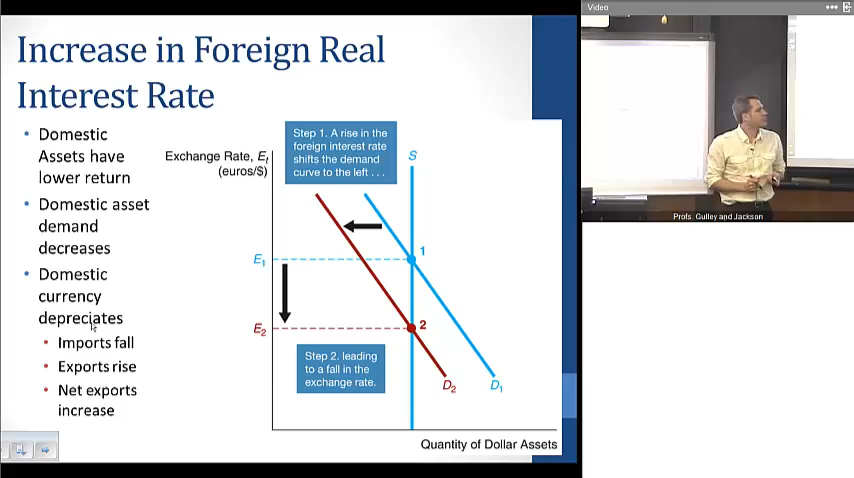 Increase in Foreign Real
Interest Rate
• Domestic
Assets have
lower return
• Domestic asset
demand
decreases
• Domestic
currency
depreciates
• Imports fall
• Exports rise
• Net exports
increase
Exchange Rate, Et
(euros/$)
Step 1. A rise in the
foreign interest rate
shifts the demand
curve to the left . . .
S
1
E1
2
E2
Step 2. leading
to a fall in the
exchange rate.
D2
D1
Quantity of Dollar Assets
Video
Profs. Gulley and Jackson